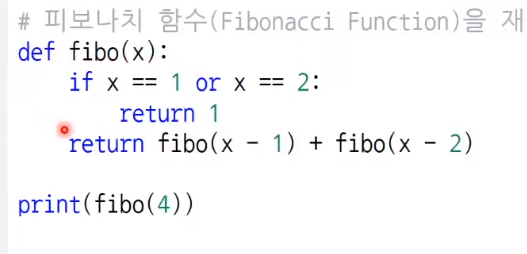 # 피보나치 함수(Fibonacci Function)을 재
def fibo(x):
    if x == 1 or x == 2:
        return 1
    return fibo(x - 1) + fibo(x - 2)
print(fibo(4))